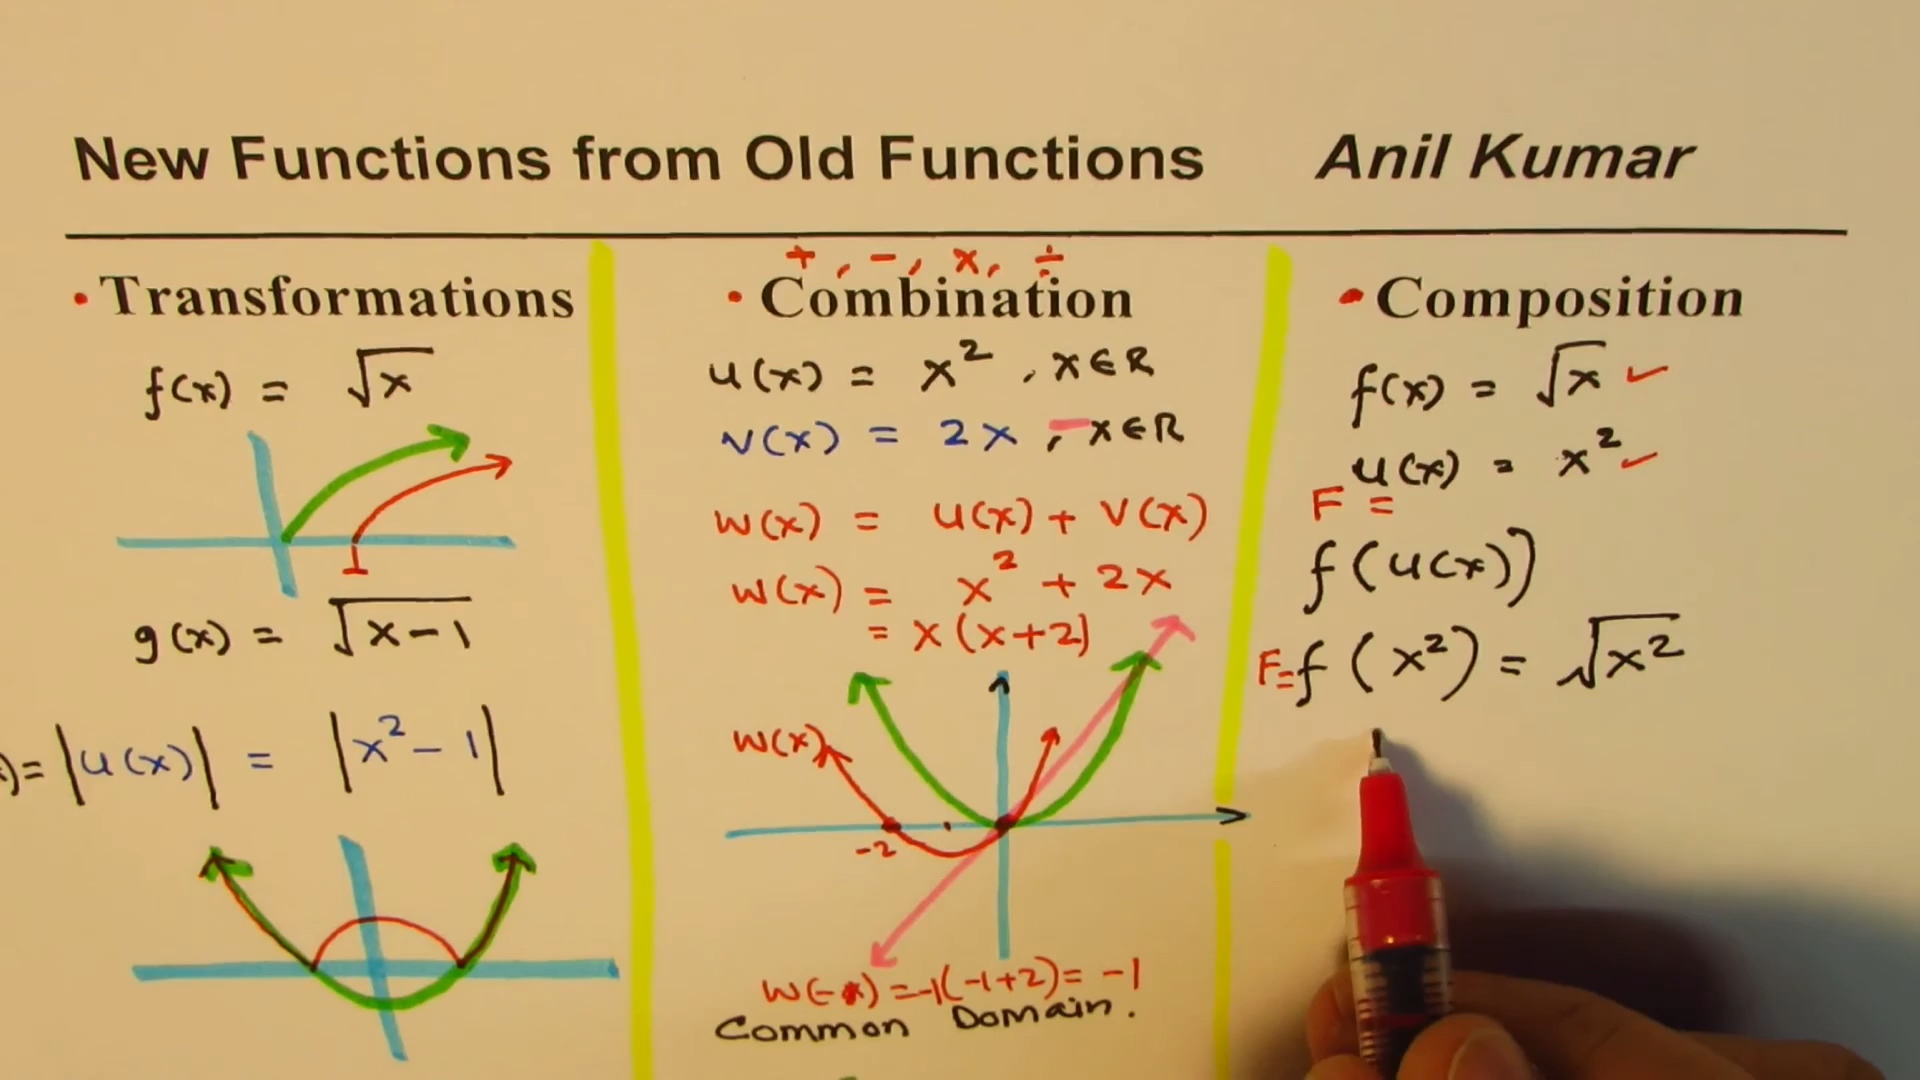 New Functions from Old Functions Anil Kumar
• Transformations
f(x) = √x
1
g(x) = √(x-1)
)= |u(x)| = |x² - 1|
+, -, x, ÷
• Combination
u(x) = x², x∈R
v(x) = 2x, x∈R
w(x) = u(x) + v(x)
w(x) = x² + 2x
= x(x+2)
w(x)
-2
=-1(-1+2)= -1
Common Domain.
• Composition
f(x) = √x ✓
u(x) = x² ✓
F =
f(u(x))
F= f(x²) = √x²